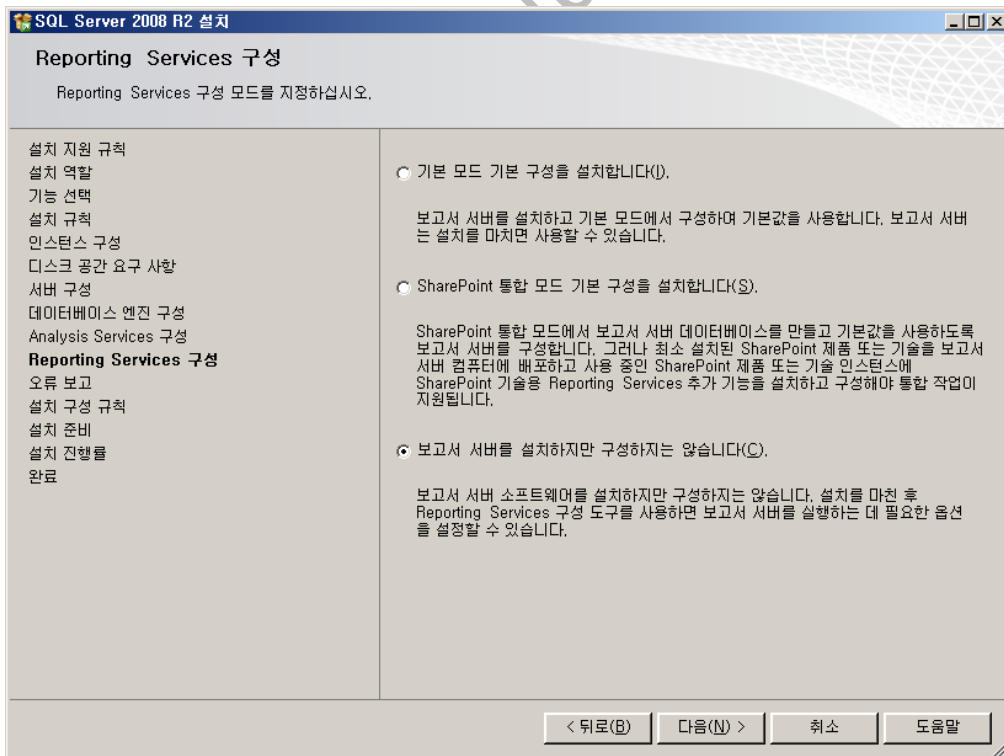 SQL Server 2008 R2 설치
Reporting Services 구성
Reporting Services 구성 모드를 지정하십시오.
설치 지원 규칙
설치 역할
기능 선택
설치 규칙
인스턴스 구성
디스크 공간 요구 사항
서버 구성
데이터베이스 엔진 구성
Analysis Services 구성
Reporting Services 구성
오류 보고
설치 구성 규칙
설치 준비
설치 진행률
완료
기본 모드 기본 구성을 설치합니다(I).
보고서 서버를 설치하고 기본 모드에서 구성하여 기본값을 사용합니다. 보고서 서버
는 설치를 마치면 사용할 수 있습니다.
SharePoint 통합 모드 기본 구성을 설치합니다(S).
SharePoint 통합 모드에서 보고서 서버 데이터베이스를 만들고 기본값을 사용하도록
보고서 서버를 구성합니다. 그러나 최소 설치된 SharePoint 제품 또는 기술을 보고서
서버 컴퓨터에 배포하고 사용 중인 SharePoint 제품 또는 기술 인스턴스에
SharePoint 기술용 Reporting Services 추가 기능을 설치하고 구성해야 통합 작업이
지원됩니다.
보고서 서버를 설치하지만 구성하지는 않습니다(C).
보고서 서버 소프트웨어를 설치하지만 구성하지는 않습니다. 설치를 마친 후
Reporting Services 구성 도구를 사용하면 보고서 서버를 실행하는 데 필요한 옵션
을 설정할 수 있습니다.
< 뒤로(B)
다음(N) >
취소
도움말